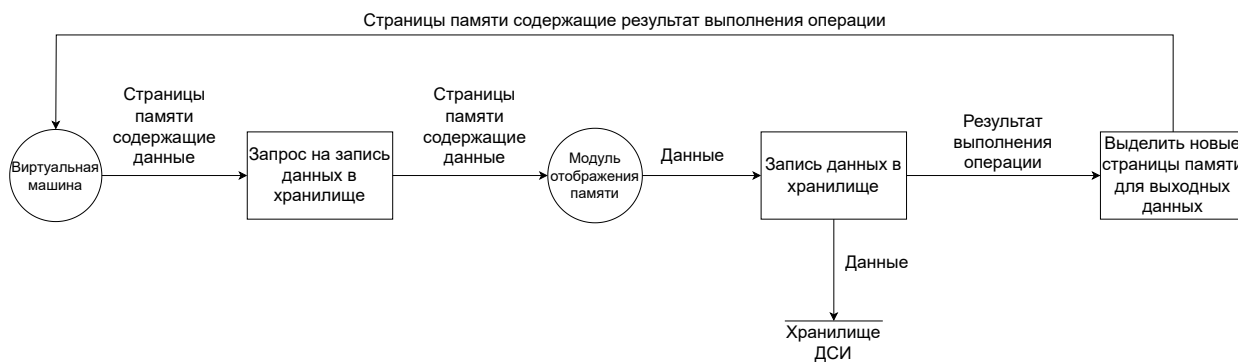 Страницы памяти содержащие результат выполнения операции
Виртуальная
машина
Страницы
памяти
содержащие
данные
Запрос на запись
данных в
хранилище
Страницы
памяти
содержащие
данные
Модуль
отображения
памяти
Данные
Запись данных в
хранилище
Данные
Хранилище
ДСИ
Результат
выполнения
операции
Выделить новые
страницы памяти
для выходных
данных